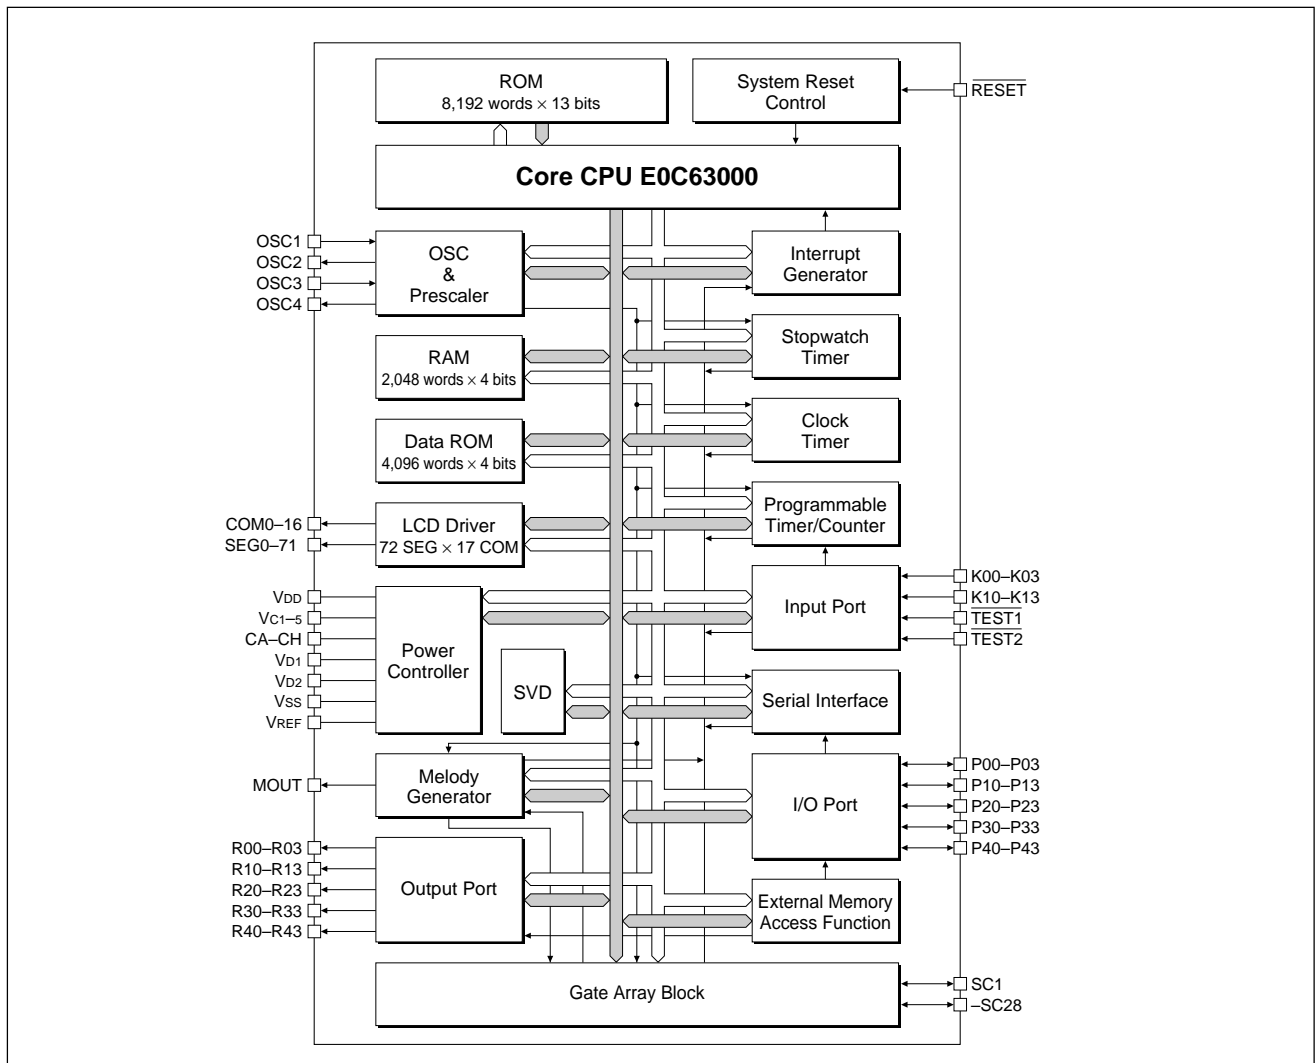 ROM
8,192 words × 13 bits
System Reset
Control
RESET
Core CPU E0C63000
OSC1
OSC2
OSC3
OSC4
OSC
&
Prescaler
Interrupt
Generator
Stopwatch
Timer
RAM
2,048 words × 4 bits
Clock
Timer
Data ROM
4,096 words × 4 bits
Programmable
Timer/Counter
COM0–16
SEG0–71
LCD Driver
72 SEG × 17 COM
Input Port
K00–K03
K10–K13
TEST1
TEST2
VDD
VC1–5
CA–CH
VD1
VD2
VSS
VREF
Power
Controller
SVD
Serial Interface
MOUT
Melody
Generator
I/O Port
P00–P03
P10–P13
P20–P23
P30–P33
P40–P43
R00–R03
R10–R13
R20–R23
R30–R33
R40–R43
Output Port
External Memory
Access Function
Gate Array Block
SC1
–SC28